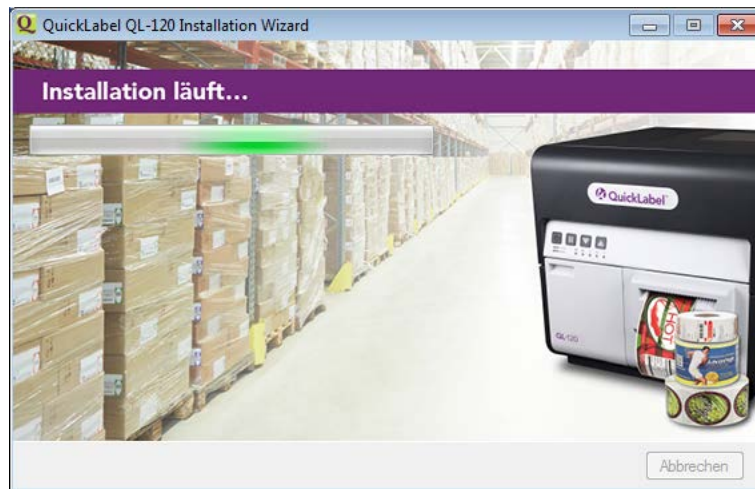 QuickLabel QL-120 Installation Wizard
Installation läuft...
QuickLabel
QL-120
HOT
Abbrechen